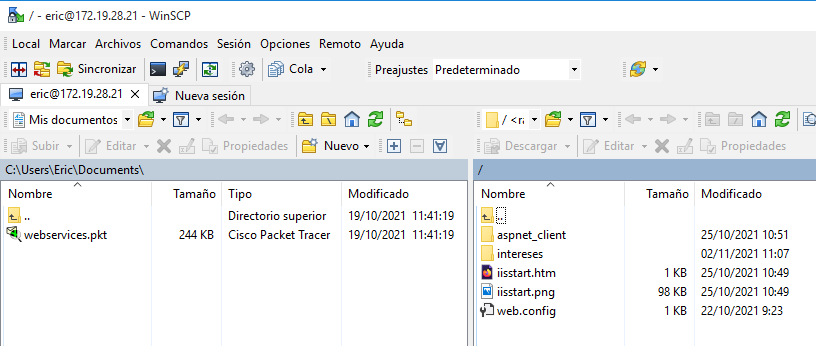 / - eric@172.19.28.21 - WinSCP
Local Marcar Archivos Comandos Sesión Opciones Remoto Ayuda
Sincronizar Cola Preajustes Predeterminado
eric@172.19.28.21 Nueva sesión
Mis documentos / <ra
Subir Editar Propiedades Nuevo Descargar Editar Propiedades
C:\Users\Eric\Documents\ /
Nombre Tamaño Tipo Modificado Nombre Tamaño Modificado
.. Directorio superior 19/10/2021 11:41:19 ..
webservices.pkt 244 KB Cisco Packet Tracer 19/10/2021 11:41:19 aspnet_client 25/10/2021 10:51
intereses 02/11/2021 11:07
iisstart.htm 1 KB 25/10/2021 10:49
iisstart.png 98 KB 25/10/2021 10:49
web.config 1 KB 22/10/2021 9:23